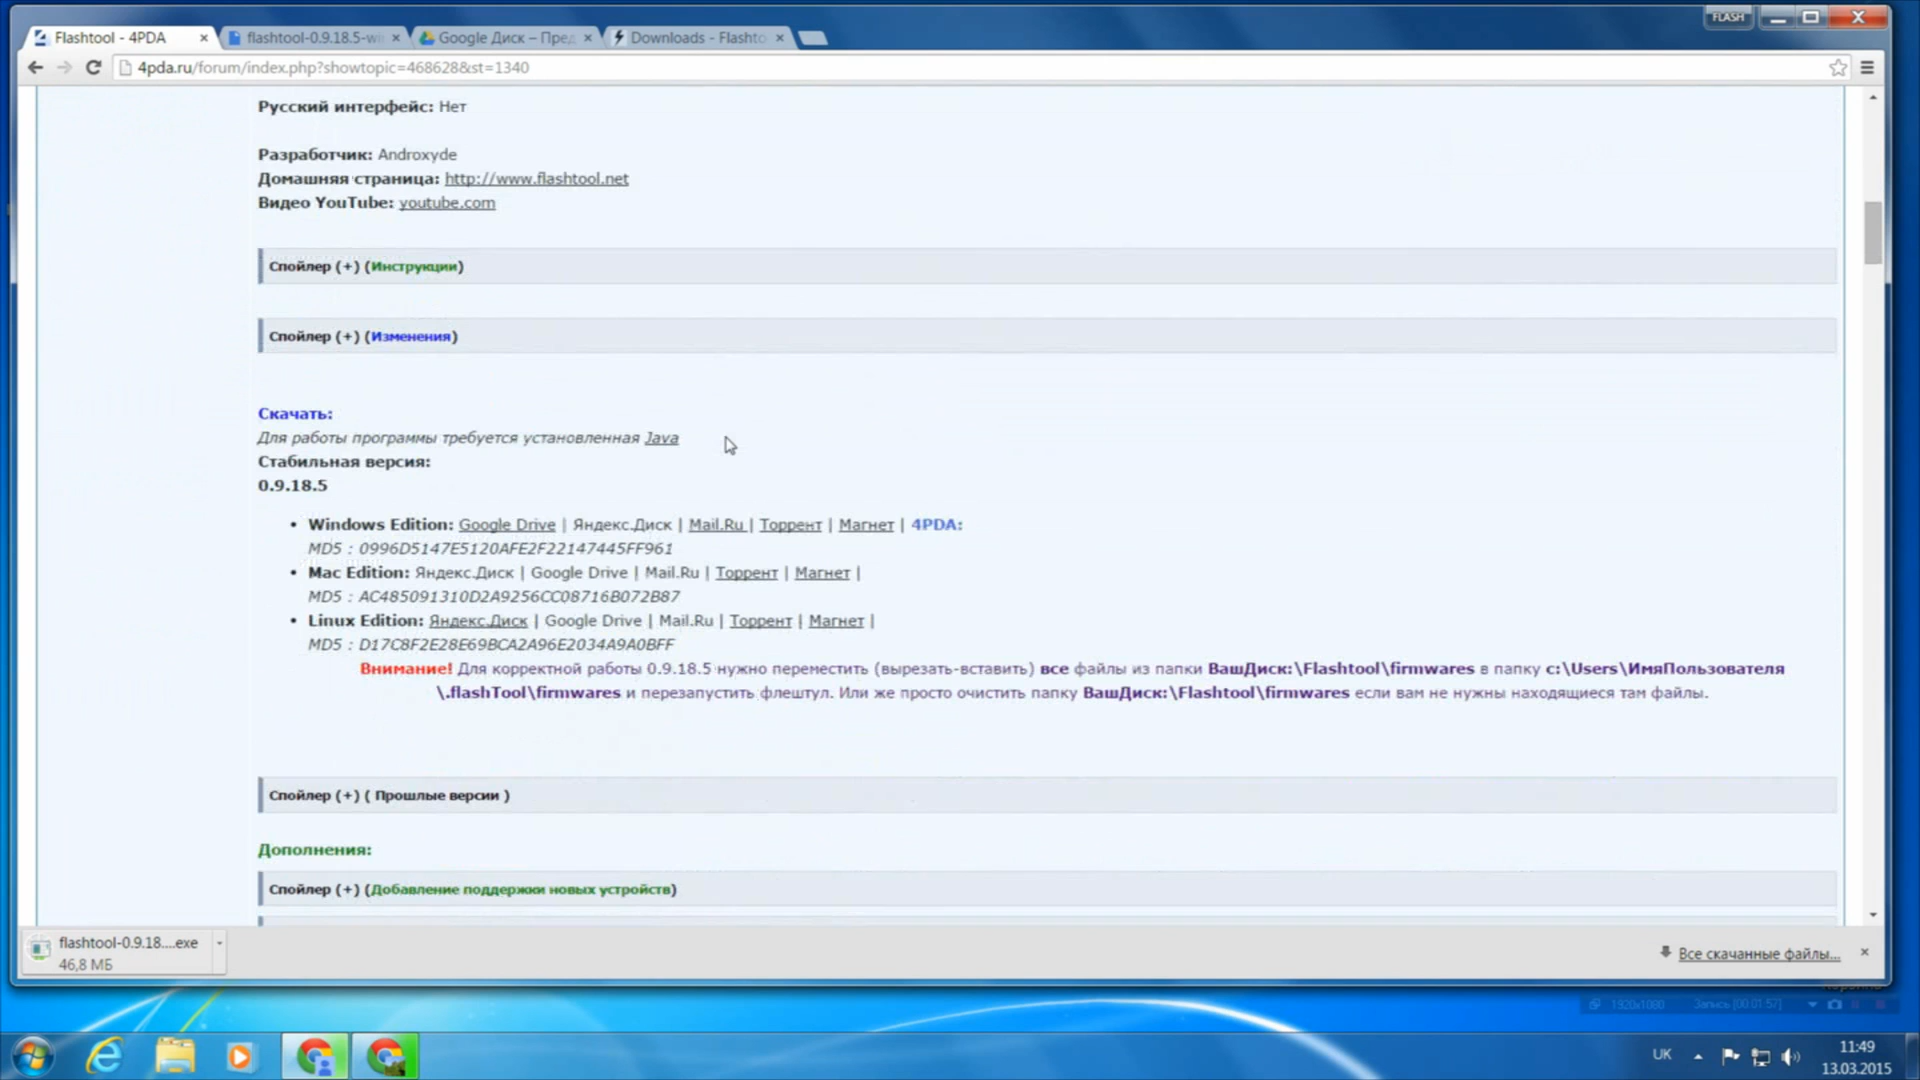 FLASH
Flashtool - 4PDA
flashtool-0.9.18.5-wi
Google Диск – Пред
Downloads - Flashto
4pda.ru/forum/index.php?showtopic=468628&st=1340
Русский интерфейс: Нет
Разработчик: Androxyde
Домашняя страница: http://www.flashtool.net
Видео YouTube: youtube.com
Спойлер (+) (Инструкции)
Спойлер (+) (Изменения)
Скачать:
Для работы программы требуется установленная Java
Стабильная версия:
0.9.18.5
• Windows Edition: Google Drive | Яндекс.Диск | Mail.Ru | Торрент | Магнет | 4PDA:
MD5 : 0996D5147E5120AFE2F22147445FF961
• Mac Edition: Яндекс.Диск | Google Drive | Mail.Ru | Торрент | Магнет |
MD5 : AC485091310D2A9256CC08716B072B87
• Linux Edition: Яндекс.Диск | Google Drive | Mail.Ru | Торрент | Магнет |
MD5 : D17C8F2E28E69BCA2A96E2034A9A0BFF
Внимание! Для корректной работы 0.9.18.5 нужно переместить (вырезать-вставить) все файлы из папки ВашДиск:\Flashtool\firmwares в папку c:\Users\ИмяПользователя
\.flashTool\firmwares и перезапустить флештул. Или же просто очистить папку ВашДиск:\Flashtool\firmwares если вам не нужны находящиеся там файлы.
Спойлер (+) ( Прошлые версии )
Дополнения:
Спойлер (+) (Добавление поддержки новых устройств)
flashtool-0.9.18....exe
46,8 МБ
Все скачанные файлы...
1920x1080
Запись [00:01:57]
UK
11:49
13.03.2015